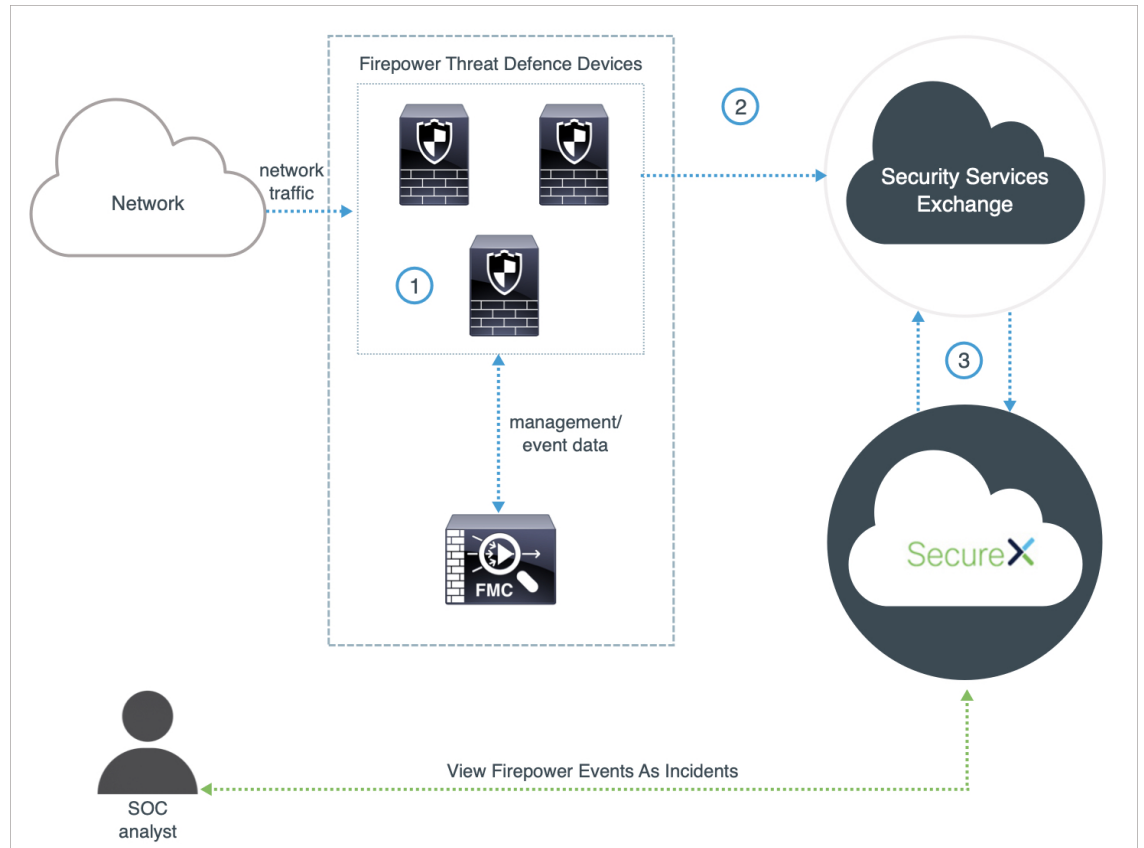 Firepower Threat Defence Devices
Network
network
traffic
1
2
Security Services
Exchange
3
management/
event data
FMC
SecureX
View Firepower Events As Incidents
SOC
analyst